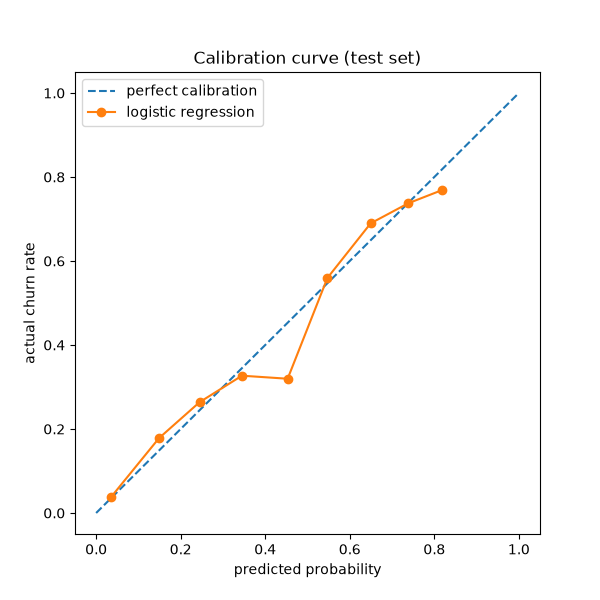 Calibration curve (test set)
perfect calibration
logistic regression
1.0
0.8
0.6
0.4
0.2
0.0
actual churn rate
0.0 0.2 0.4 0.6 0.8 1.0
predicted probability